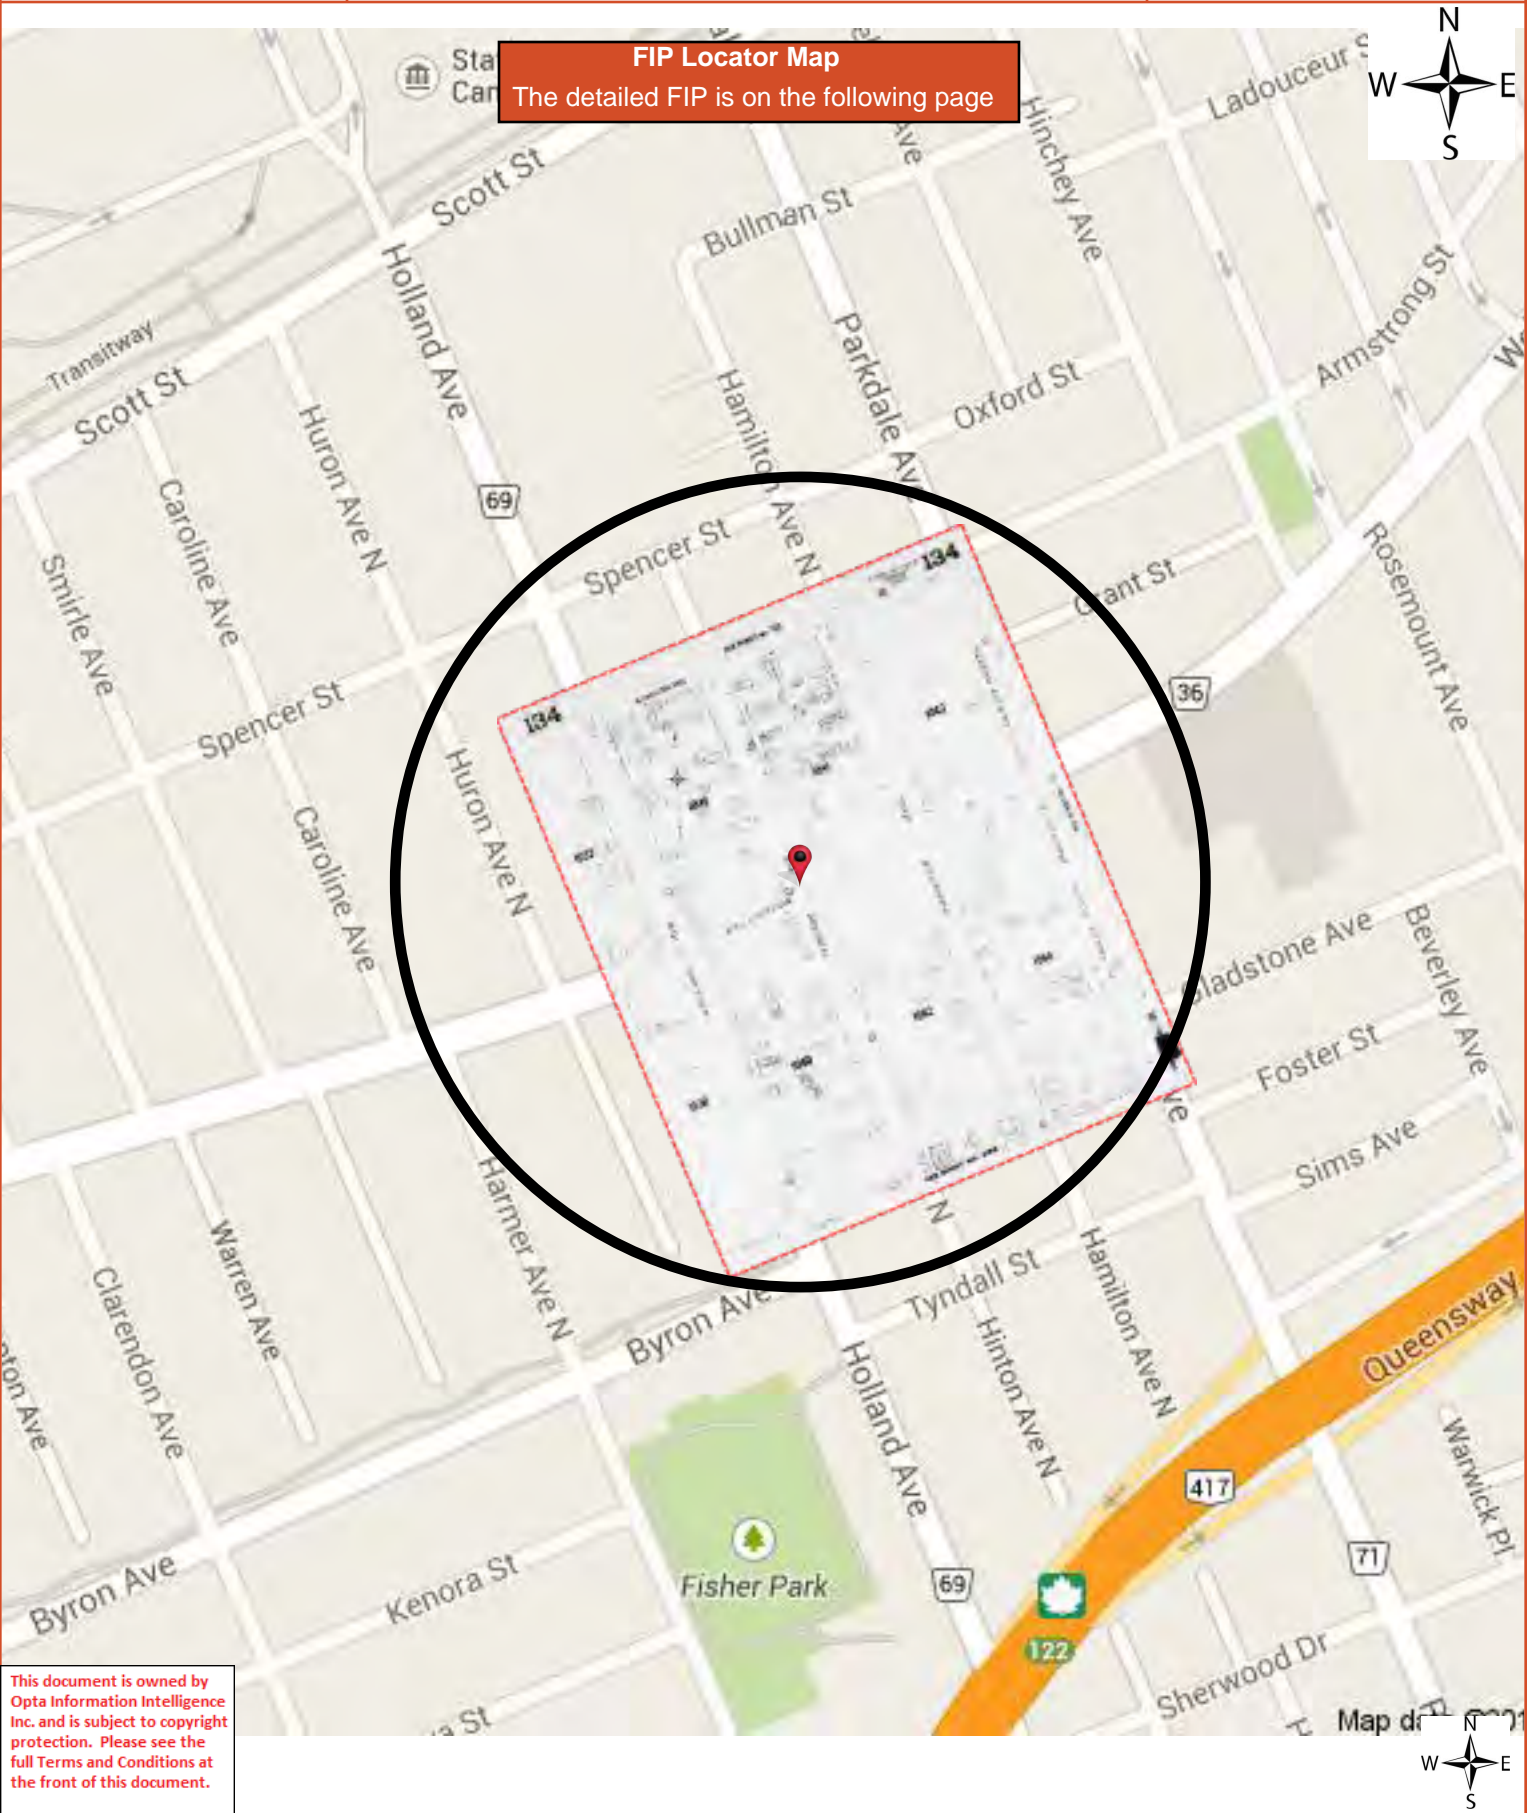 N
W E
S
FIP Locator Map
The detailed FIP is on the following page
Ladouceur
Hinchey Ave
Ave
Scott St
Bullman St
Holland Ave
Parkdale Av
Armstrong St
Transitway
Scott St
Oxford St
Hamilton Ave N
Huron Ave N
69
Caroline Ave
Spencer St
Rosemount Ave
Smirle Ave
134
Grant St
36
Spencer St
134
Huron Ave N
Caroline Ave
Gladstone Ave
Beverley Ave
Foster St
Sims Ave
Harmer Ave N
Warren Ave
N
Tyndall St
Hamilton Ave N
Clarendon Ave
Byron Ave
Queensway
Hinton Ave N
Holland Ave
Warwick Pl
417
Fisher Park
69
71
Byron Ave
Kenora St
122
Sherwood Dr
This document is owned by
Opta Information Intelligence
Inc. and is subject to copyright
protection. Please see the
full Terms and Conditions at
the front of this document.
Map
N
W E
S